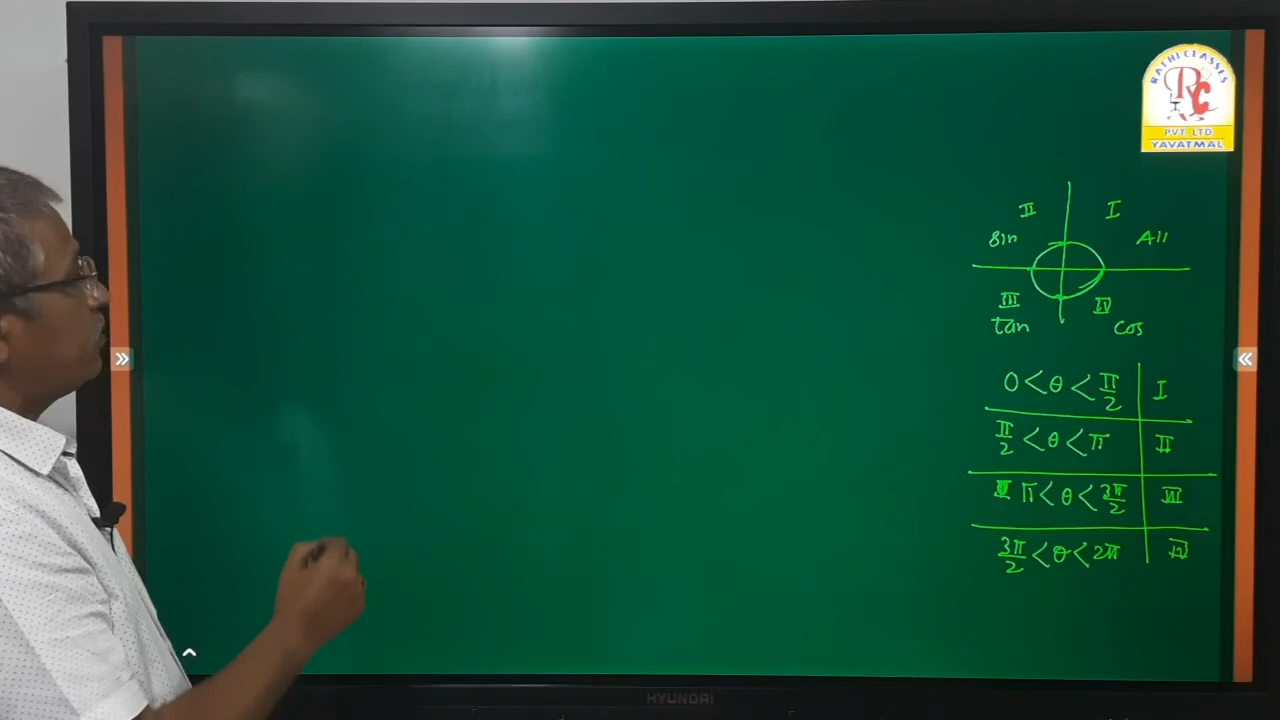 RATHI CLASSES
RYC
PVT LTD
YAVATMAL
II I
Sin All
III IV
tan cos
0 < θ < π/2 I
π/2 < θ < π II
π < θ < 3π/2 III
3π/2 < θ < 2π IV
»
«
HYUNDAI